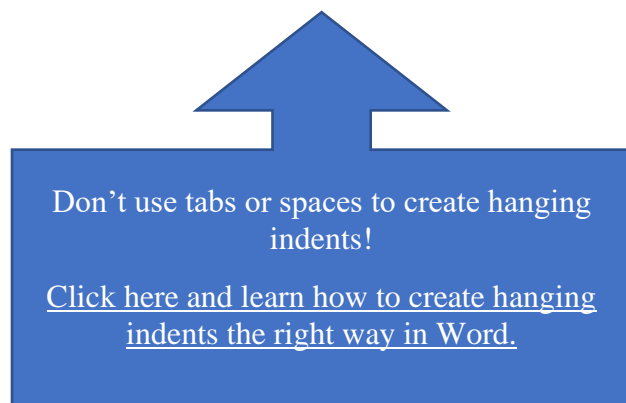 Don’t use tabs or spaces to create hanging
indents!
Click here and learn how to create hanging
indents the right way in Word.